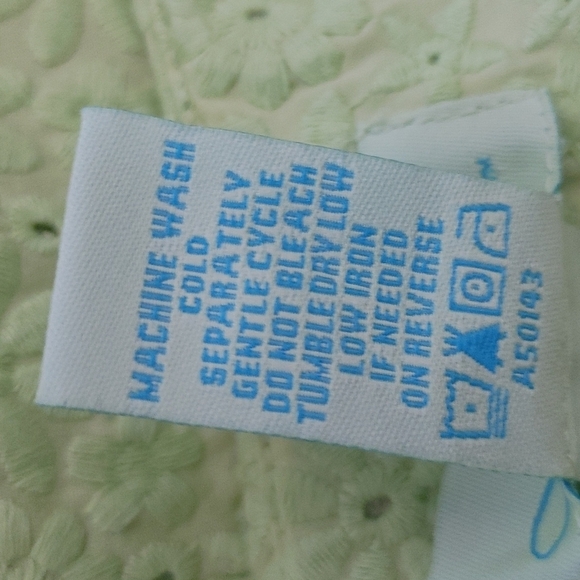 MACHINE WASH
COLD
SEPARATELY
GENTLE CYCLE
DO NOT BLEACH
TUMBLE DRY LOW
LOW IRON
IF NEEDED
ON REVERSE
A50143